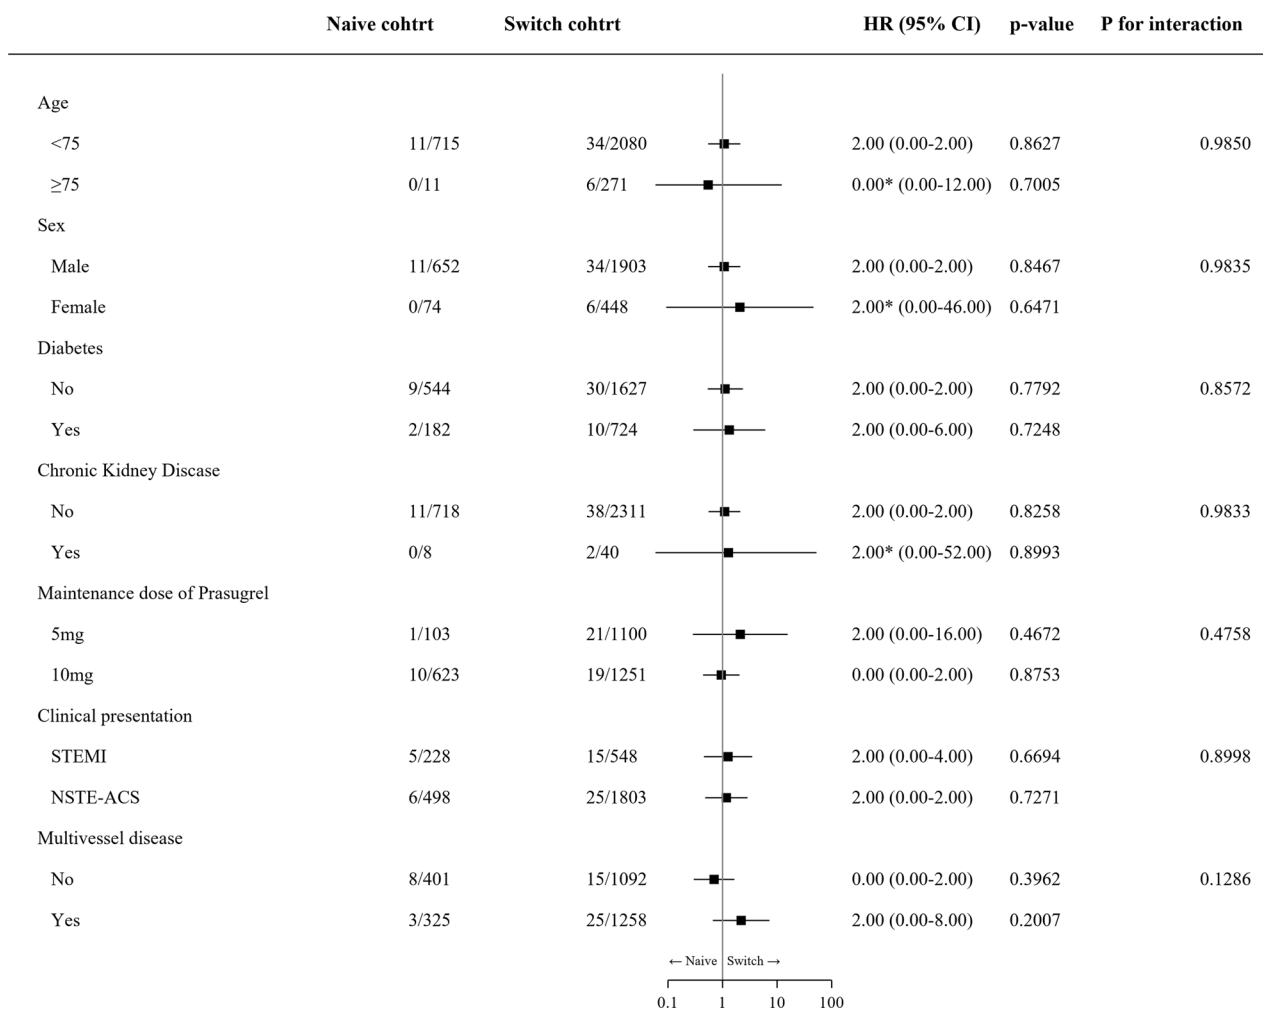 Naive cohtrt Switch cohtrt HR (95% CI) p-value P for interaction
Age
<75 11/715 34/2080 2.00 (0.00-2.00) 0.8627 0.9850
≥75 0/11 6/271 0.00* (0.00-12.00) 0.7005
Sex
Male 11/652 34/1903 2.00 (0.00-2.00) 0.8467 0.9835
Female 0/74 6/448 2.00* (0.00-46.00) 0.6471
Diabetes
No 9/544 30/1627 2.00 (0.00-2.00) 0.7792 0.8572
Yes 2/182 10/724 2.00 (0.00-6.00) 0.7248
Chronic Kidney Discase
No 11/718 38/2311 2.00 (0.00-2.00) 0.8258 0.9833
Yes 0/8 2/40 2.00* (0.00-52.00) 0.8993
Maintenance dose of Prasugrel
5mg 1/103 21/1100 2.00 (0.00-16.00) 0.4672 0.4758
10mg 10/623 19/1251 0.00 (0.00-2.00) 0.8753
Clinical presentation
STEMI 5/228 15/548 2.00 (0.00-4.00) 0.6694 0.8998
NSTE-ACS 6/498 25/1803 2.00 (0.00-2.00) 0.7271
Multivessel disease
No 8/401 15/1092 0.00 (0.00-2.00) 0.3962 0.1286
Yes 3/325 25/1258 2.00 (0.00-8.00) 0.2007
← Naive Switch →
0.1 1 10 100